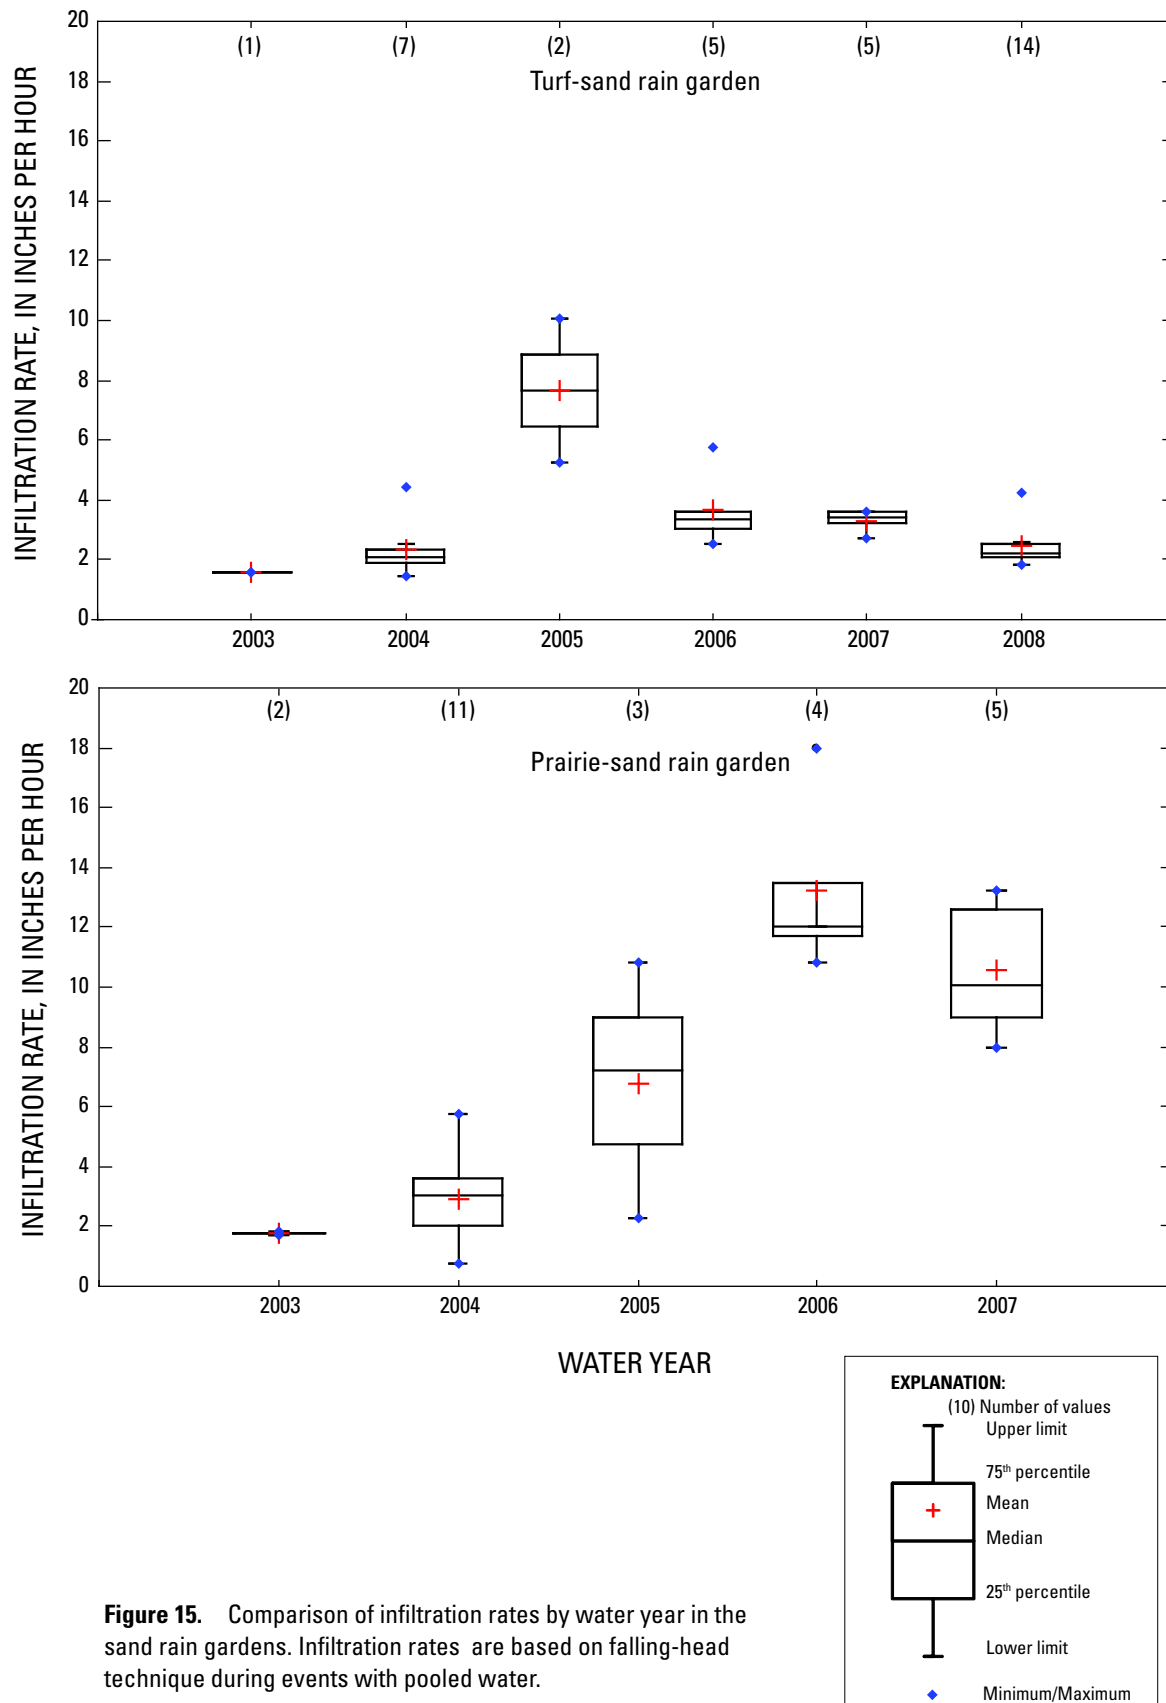 20
18
16
14
12
10
8
6
4
2
0
INFILTRATION RATE, IN INCHES PER HOUR
(1) (7) (2) (5) (5) (14)
Turf-sand rain garden
2003 2004 2005 2006 2007 2008
20
18
16
14
12
10
8
6
4
2
0
INFILTRATION RATE, IN INCHES PER HOUR
(2) (11) (3) (4) (5)
Prairie-sand rain garden
2003 2004 2005 2006 2007
WATER YEAR
EXPLANATION:
(10) Number of values
Upper limit
75th percentile
Mean
Median
25th percentile
Lower limit
Minimum/Maximum
Figure 15. Comparison of infiltration rates by water year in the
sand rain gardens. Infiltration rates are based on falling-head
technique during events with pooled water.